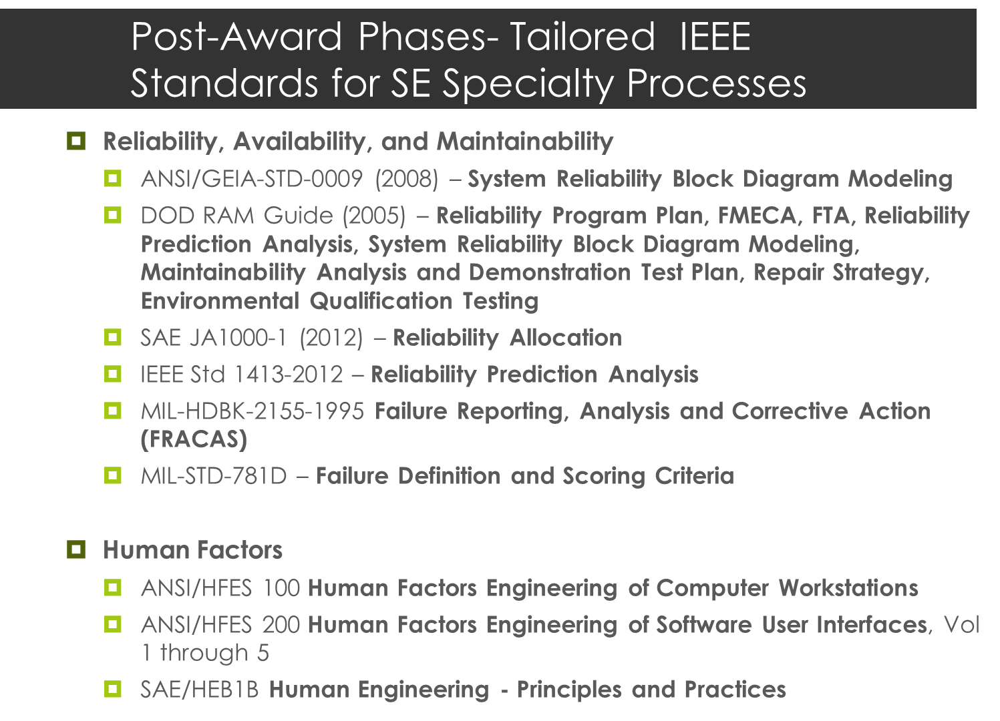 Post-Award Phases- Tailored IEEE
Standards for SE Specialty Processes
Reliability, Availability, and Maintainability
ANSI/GEIA-STD-0009 (2008) – System Reliability Block Diagram Modeling
DOD RAM Guide (2005) – Reliability Program Plan, FMECA, FTA, Reliability
Prediction Analysis, System Reliability Block Diagram Modeling,
Maintainability Analysis and Demonstration Test Plan, Repair Strategy,
Environmental Qualification Testing
SAE JA1000-1 (2012) – Reliability Allocation
IEEE Std 1413-2012 – Reliability Prediction Analysis
MIL-HDBK-2155-1995 Failure Reporting, Analysis and Corrective Action
(FRACAS)
MIL-STD-781D – Failure Definition and Scoring Criteria
Human Factors
ANSI/HFES 100 Human Factors Engineering of Computer Workstations
ANSI/HFES 200 Human Factors Engineering of Software User Interfaces, Vol
1 through 5
SAE/HEB1B Human Engineering - Principles and Practices